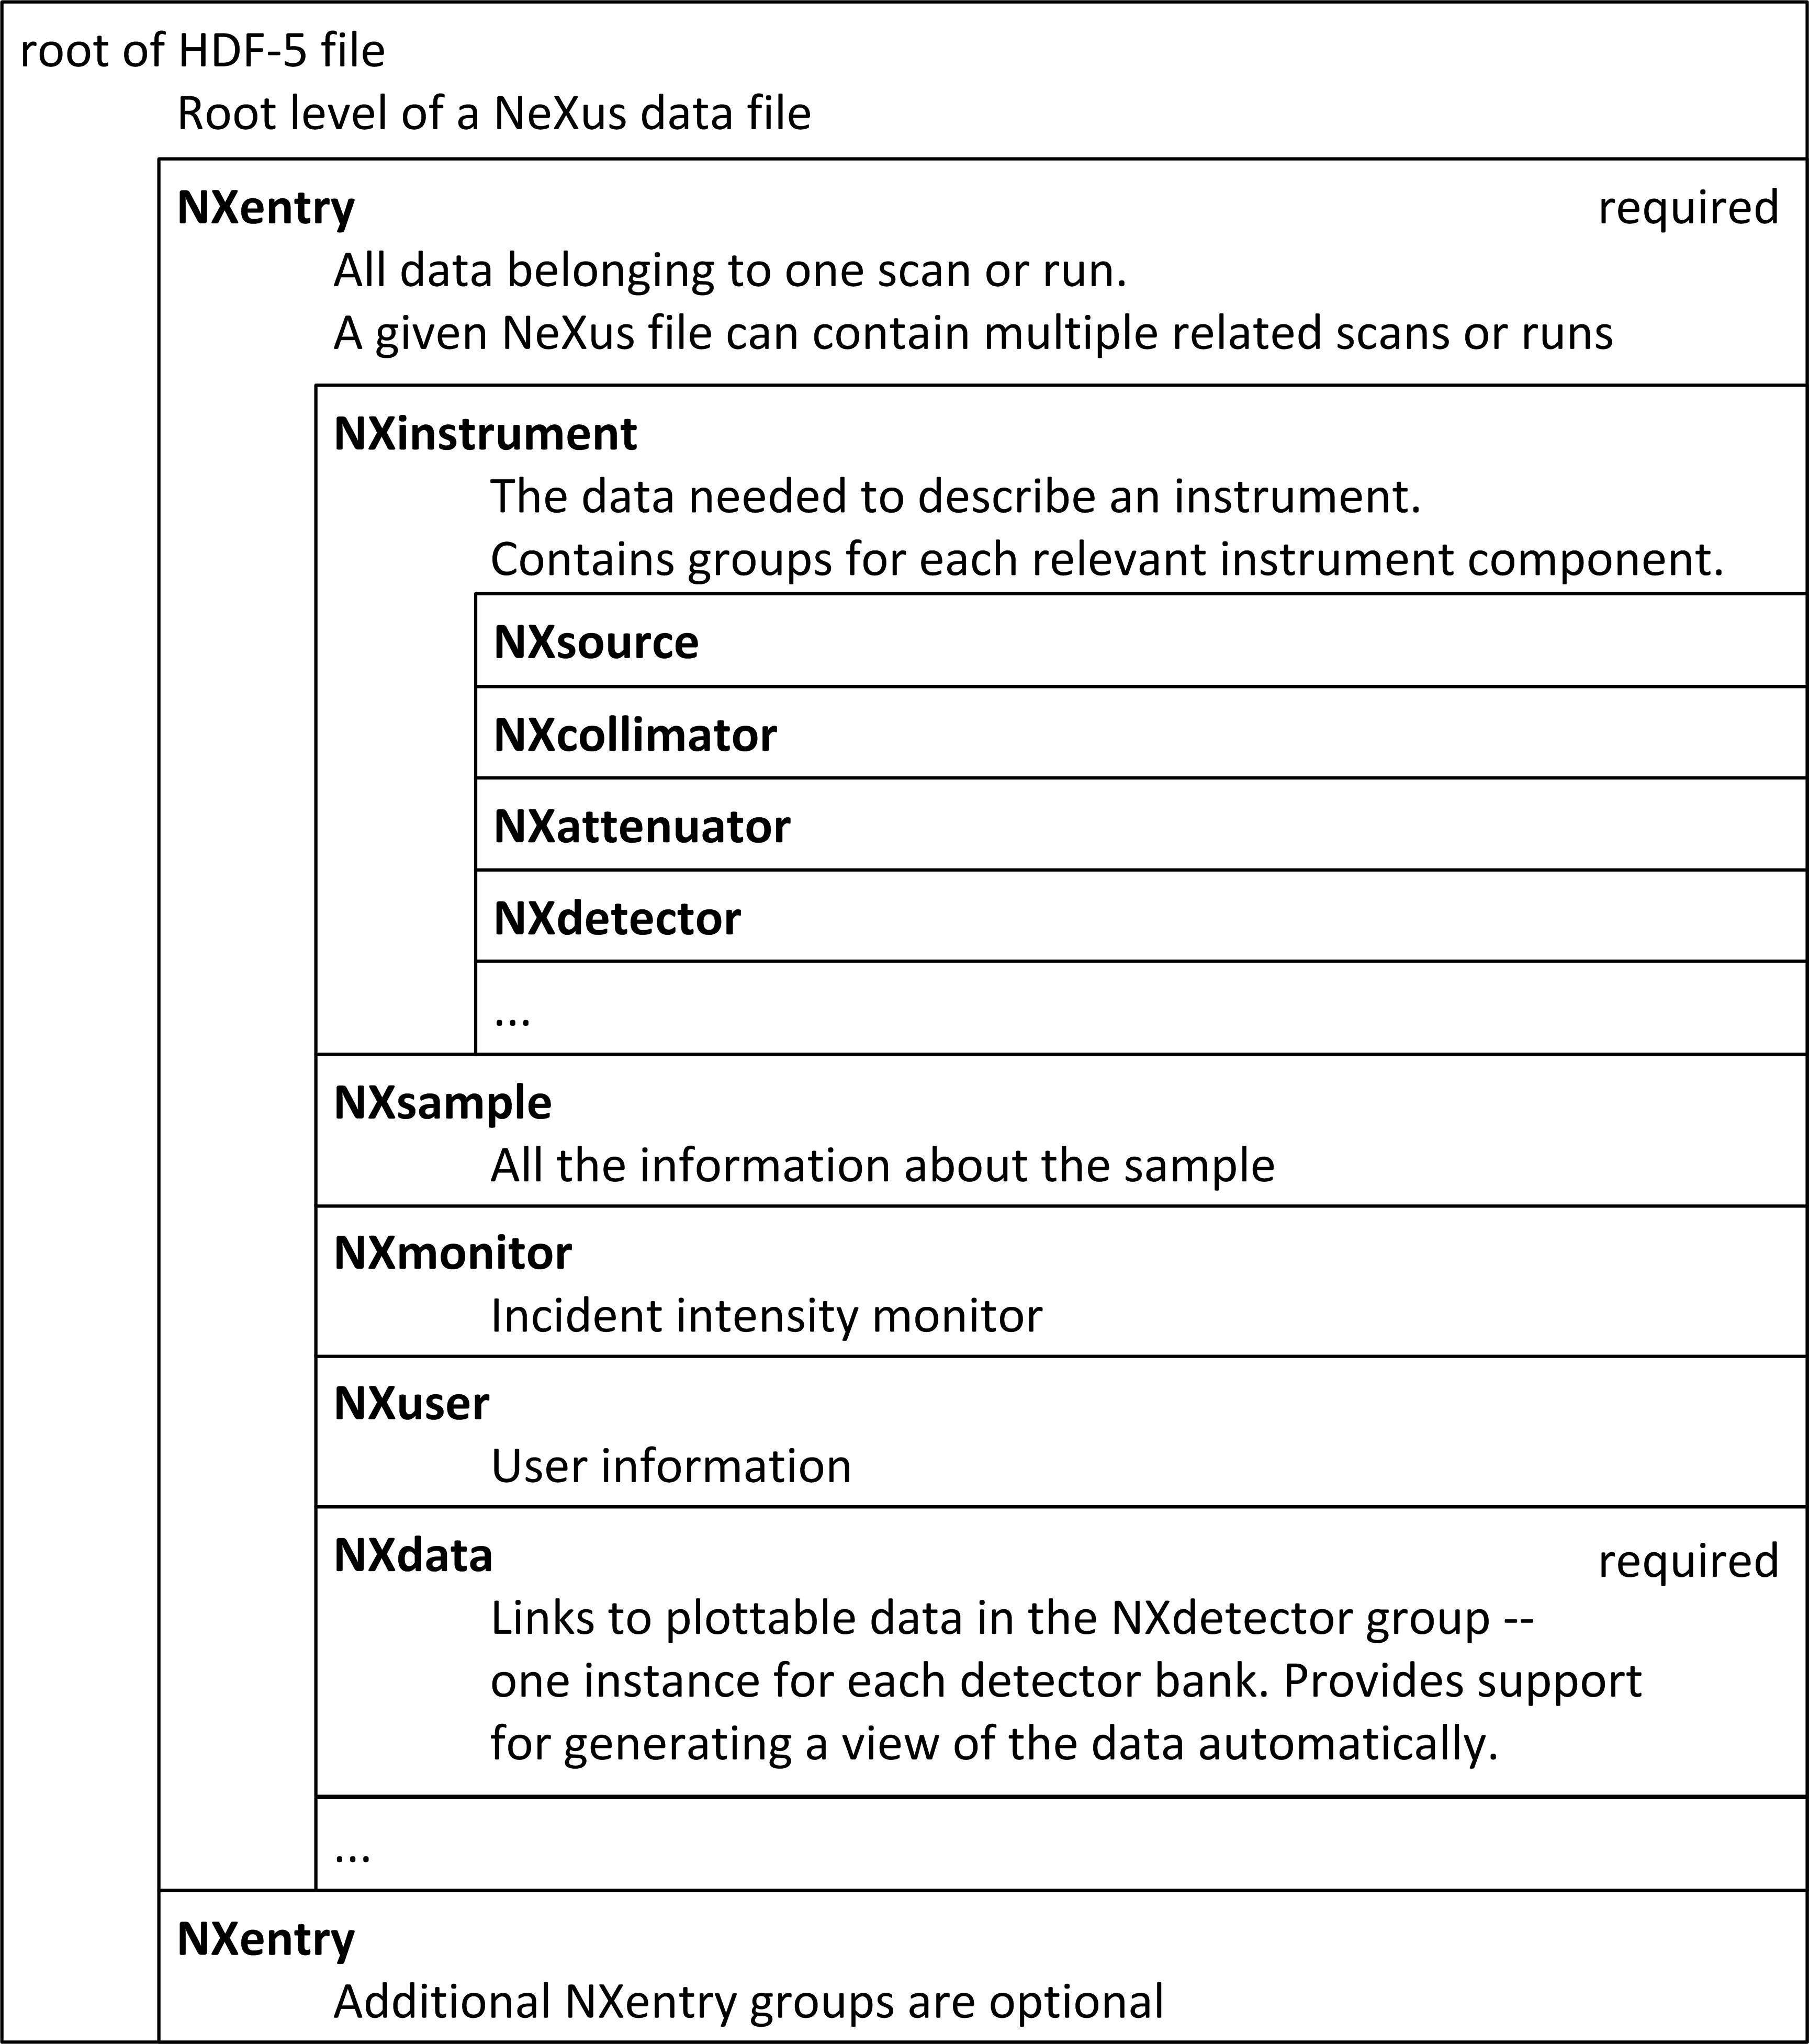 root of HDF-5 file
Root level of a NeXus data file
NXentry required
All data belonging to one scan or run.
A given NeXus file can contain multiple related scans or runs
NXinstrument
The data needed to describe an instrument.
Contains groups for each relevant instrument component.
NXsource
NXcollimator
NXattenuator
NXdetector
...
NXsample
All the information about the sample
NXmonitor
Incident intensity monitor
NXuser
User information
NXdata required
Links to plottable data in the NXdetector group --
one instance for each detector bank. Provides support
for generating a view of the data automatically.
...
NXentry
Additional NXentry groups are optional